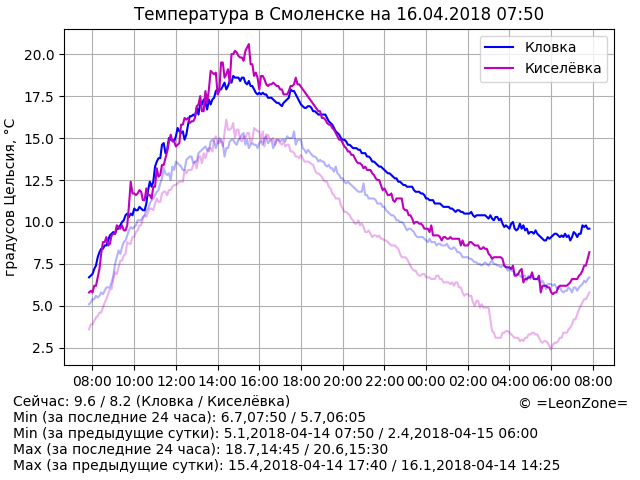 Температура в Смоленске на 16.04.2018 07:50
Кловка
Киселёвка
градусов Цельсия, °C
20.0
17.5
15.0
12.5
10.0
7.5
5.0
2.5
08:00 10:00 12:00 14:00 16:00 18:00 20:00 22:00 00:00 02:00 04:00 06:00 08:00
Сейчас: 9.6 / 8.2 (Кловка / Киселёвка)
© =LeonZone=
Min (за последние 24 часа): 6.7,07:50 / 5.7,06:05
Min (за предыдущие сутки): 5.1,2018-04-14 07:50 / 2.4,2018-04-15 06:00
Max (за последние 24 часа): 18.7,14:45 / 20.6,15:30
Max (за предыдущие сутки): 15.4,2018-04-14 17:40 / 16.1,2018-04-14 14:25